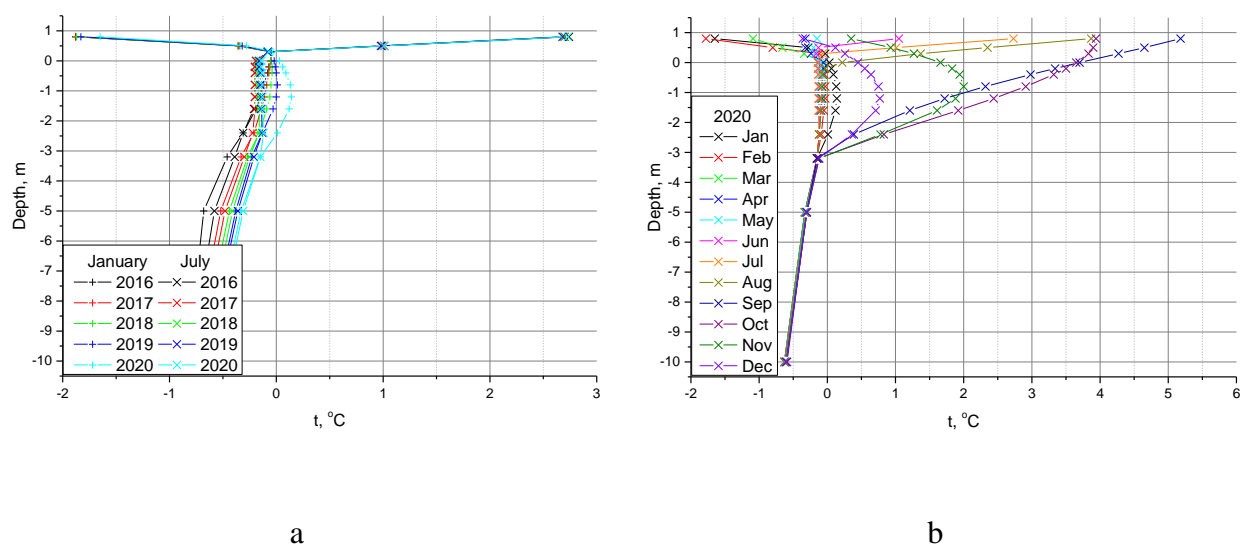 1
0
-1
-2
-3
-4
-5
-6
-7
-8
-9
-10
Depth, m
January July
2016 2016
2017 2017
2018 2018
2019 2019
2020 2020
-2 -1 0 1 2 3
t, °C
a
1
0
-1
-2
-3
-4
-5
-6
-7
-8
-9
-10
Depth, m
2020
Jan
Feb
Mar
Apr
May
Jun
Jul
Aug
Sep
Oct
Nov
Dec
-2 -1 0 1 2 3 4 5 6
t, °C
b